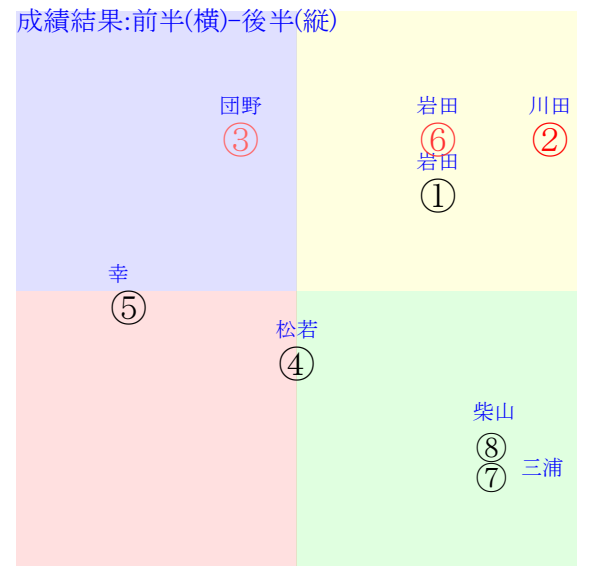 成績結果:前半(横)-後半(縦)
団野
岩田
川田
③
⑥
②
岩田
①
幸
⑤
松若
④
柴山
⑧
三浦
⑦